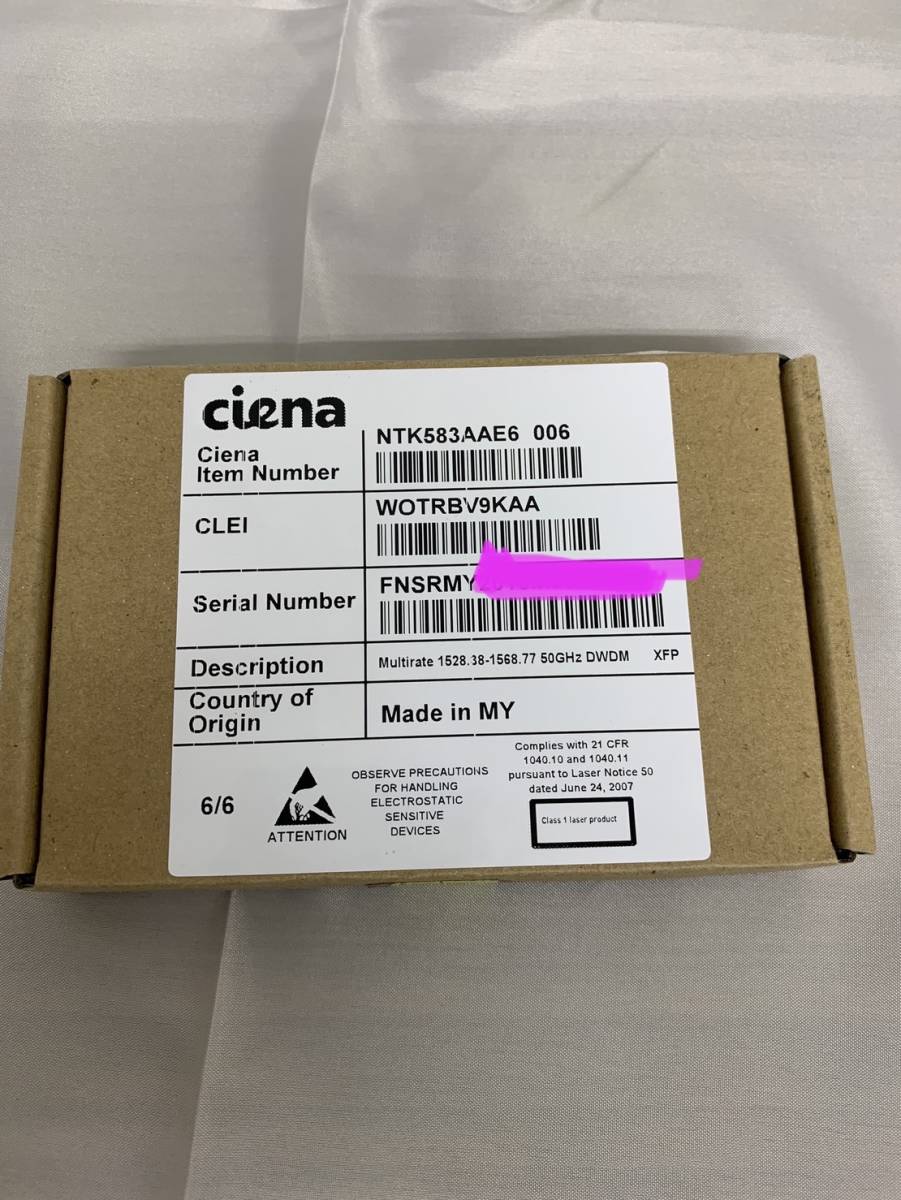 ciena
Ciena
Item Number
NTK583AAE6 006
CLEI
WOTRBV9KAA
Serial Number
FNSRMY
Description
Multirate 1528.38-1568.77 50GHz DWDM XFP
Country of
Origin
Made in MY
6/6
ATTENTION
OBSERVE PRECAUTIONS
FOR HANDLING
ELECTROSTATIC
SENSITIVE
DEVICES
Complies with 21 CFR
1040.10 and 1040.11
pursuant to Laser Notice 50
dated June 24, 2007
Class 1 laser product